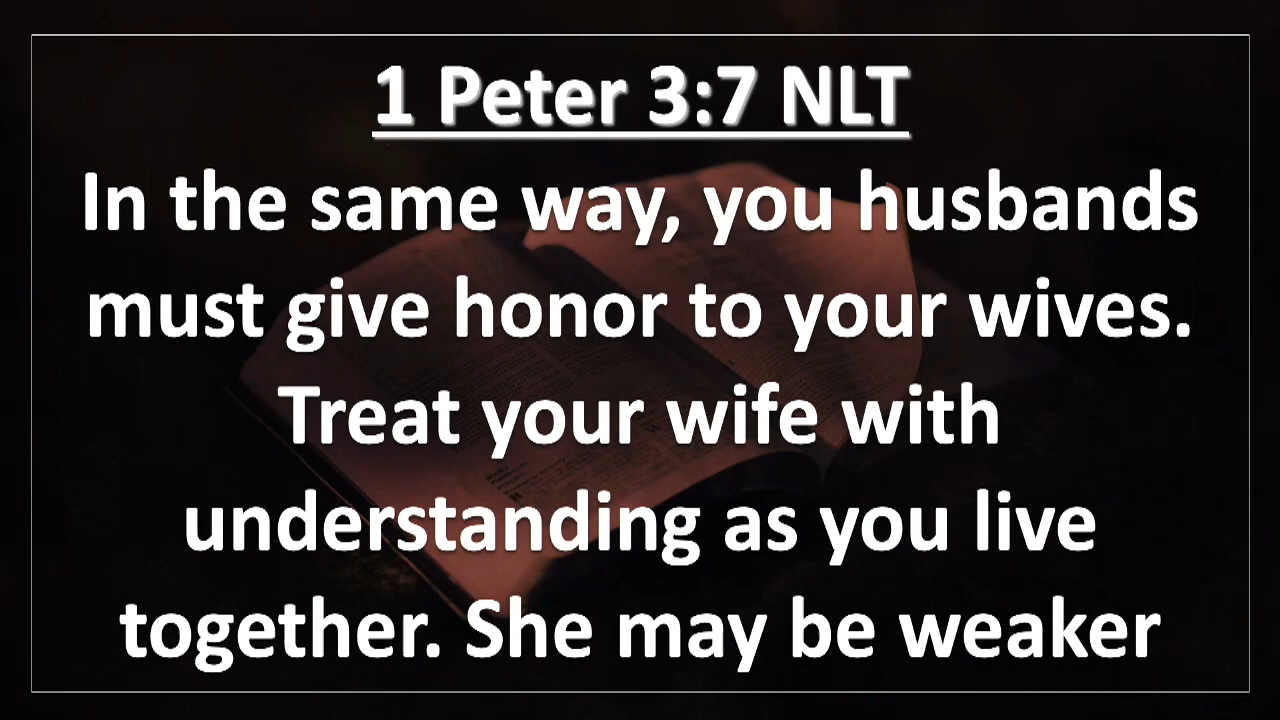 1 Peter 3:7 NLT
In the same way, you husbands
must give honor to your wives.
Treat your wife with
understanding as you live
together. She may be weaker